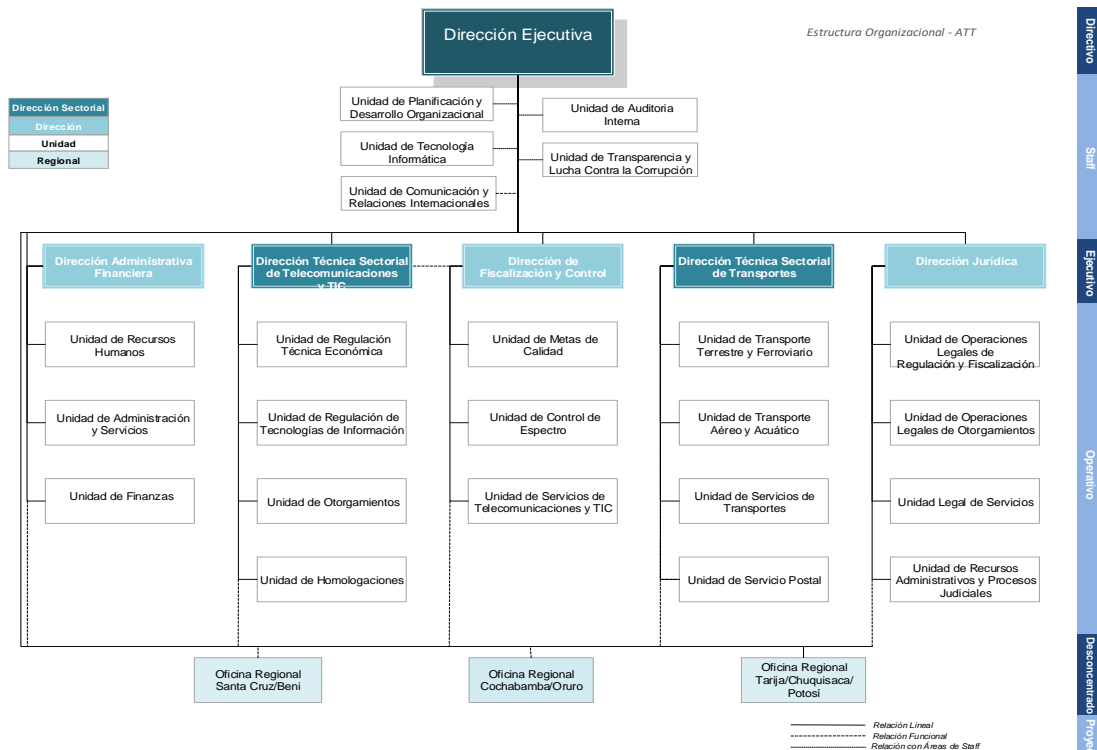 Dirección Ejecutiva
Estructura Organizacional - ATT
Directivo
Dirección Sectorial
Dirección
Unidad
Regional
Unidad de Planificación y
Desarrollo Organizacional
Unidad de Auditoria
Interna
Unidad de Tecnología
Informática
Unidad de Transparencia y
Lucha Contra la Corrupción
Unidad de Comunicación y
Relaciones Internacionales
Staff
Dirección Administrativa
Financiera
Dirección Técnica Sectorial
de Telecomunicaciones
y TIC
Dirección de
Fiscalización y Control
Dirección Técnica Sectorial
de Transportes
Dirección Jurídica
Ejecutivo
Unidad de Recursos
Humanos
Unidad de Regulación
Técnica Económica
Unidad de Metas de
Calidad
Unidad de Transporte
Terrestre y Ferroviario
Unidad de Operaciones
Legales de
Regulación y Fiscalización
Unidad de Administración
y Servicios
Unidad de Regulación de
Tecnologías de Información
Unidad de Control de
Espectro
Unidad de Transporte
Aéreo y Acuático
Unidad de Operaciones
Legales de Otorgamientos
Unidad de Finanzas
Unidad de Otorgamientos
Unidad de Servicios de
Telecomunicaciones y TIC
Unidad de Servicios de
Transportes
Unidad Legal de Servicios
Unidad de Homologaciones
Unidad de Servicio Postal
Unidad de Recursos
Administrativos y Procesos
Judiciales
Operativo
Oficina Regional
Santa Cruz/Beni
Oficina Regional
Cochabamba/Oruro
Oficina Regional
Tarija/Chuquisaca/
Potosí
Desconcentrado
Relación Lineal
Relación Funcional
Relación con Áreas de Staff